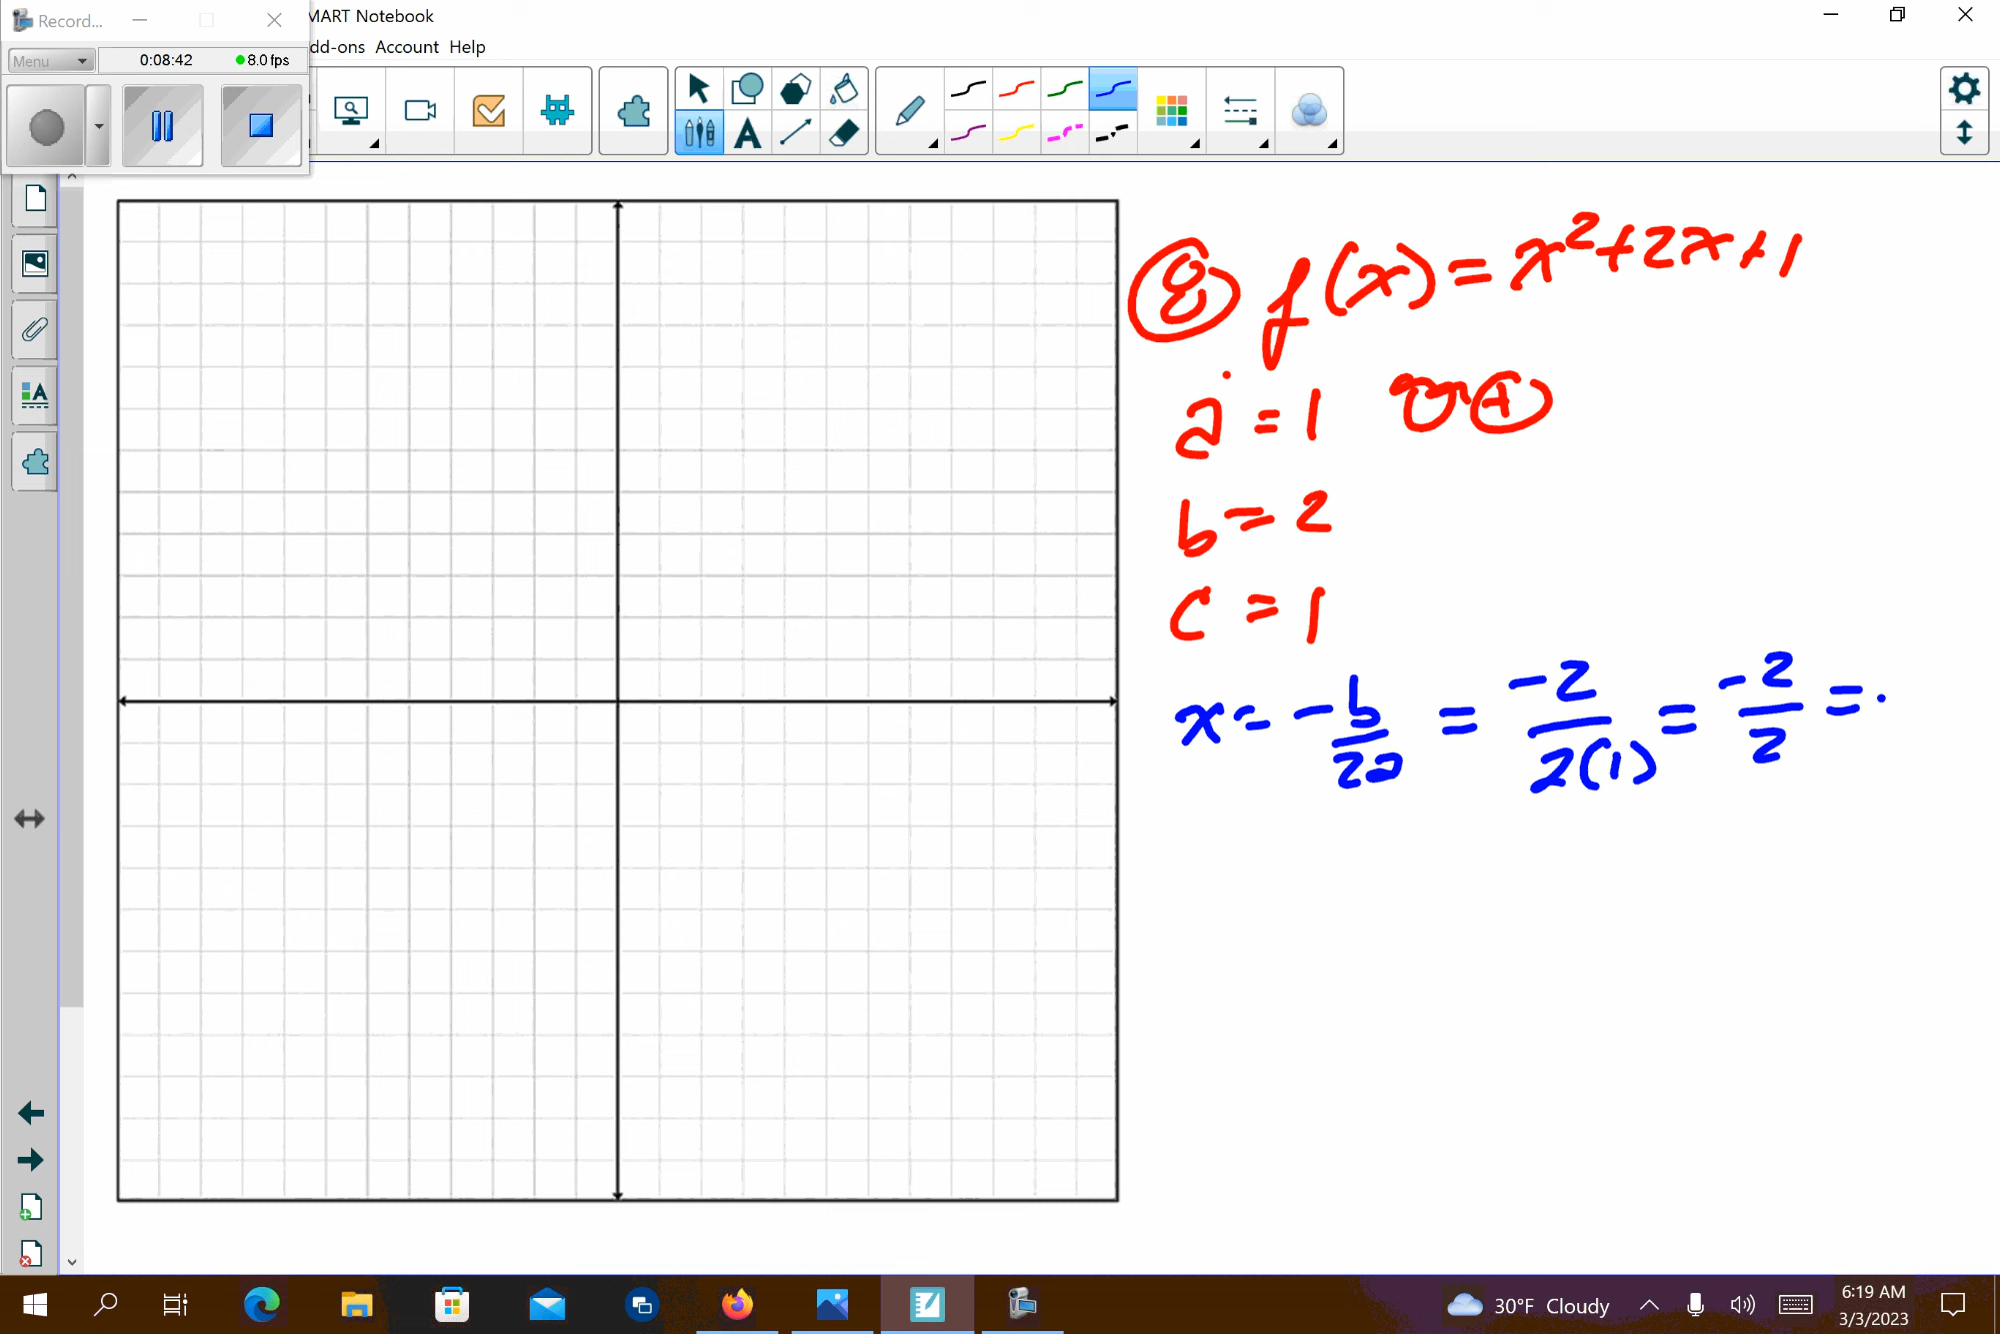 Record...
MART Notebook
Menu
0:08:42
8.0 fps
dd-ons Account Help
A
A
⑧ f(x) = x²+2x+1
a = 1 or +
b = 2
c = 1
x = -b/2a = -2/2(1) = -2/2 =
30°F Cloudy
6:19 AM
3/3/2023